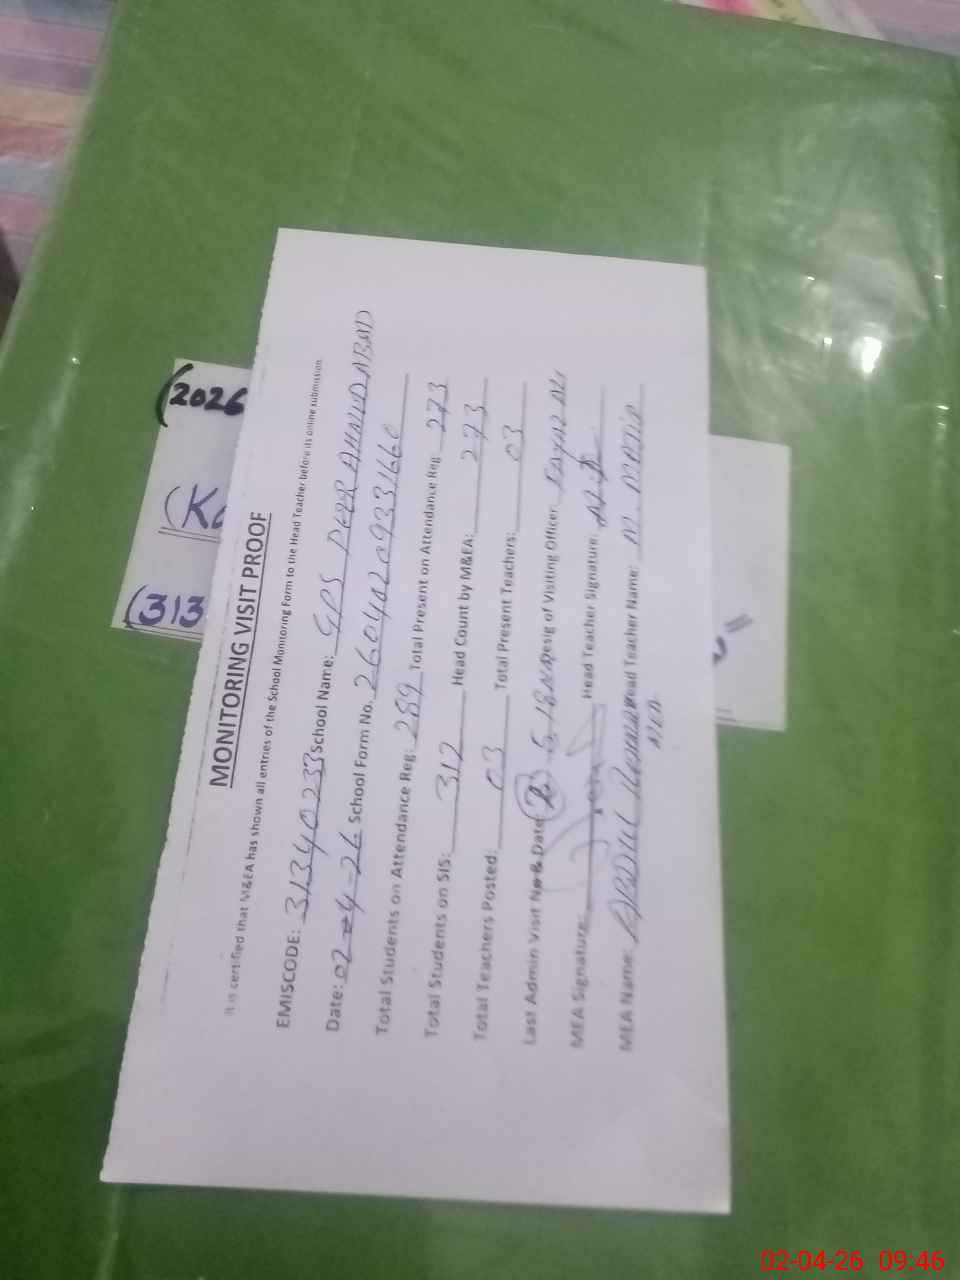 (2026
(313
MONITORING VISIT PROOF
It is certified that M&EA has shown all entries of the School Monitoring Form to the Head Teacher before its online submission
EMISCODE: 31340233 School Name: GPS PEER AHMEDABAD
Date: 02-04-26 School Form No. 26040209331660
Total Students on Attendance Reg: 289 Total Present on Attendance Reg 273
Total Students on SIS: 312 Head Count by M&EA: 273
Total Teachers Posted: 03 Total Present Teachers: 03
Last Admin Visit No & Date Desig of Visiting Officer
MEA Signature: Head Teacher Signature:
MEA Name: ABDUL Head Teacher Name: M.
02-04-26 09:46